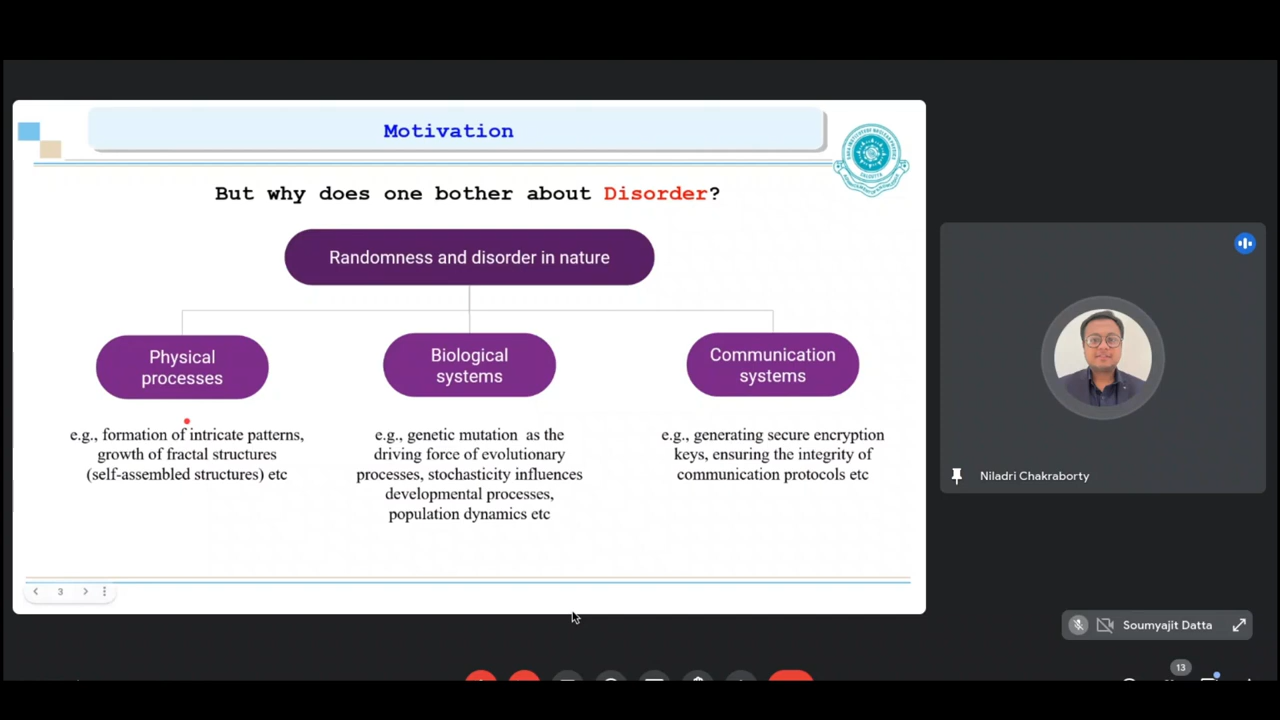 Motivation
But why does one bother about Disorder?
Randomness and disorder in nature
Physical
processes
Biological
systems
Communication
systems
e.g., formation of intricate patterns,
growth of fractal structures
(self-assembled structures) etc
e.g., genetic mutation as the
driving force of evolutionary
processes, stochasticity influences
developmental processes,
population dynamics etc
e.g., generating secure encryption
keys, ensuring the integrity of
communication protocols etc
3
Niladri Chakraborty
Soumyajit Datta
13